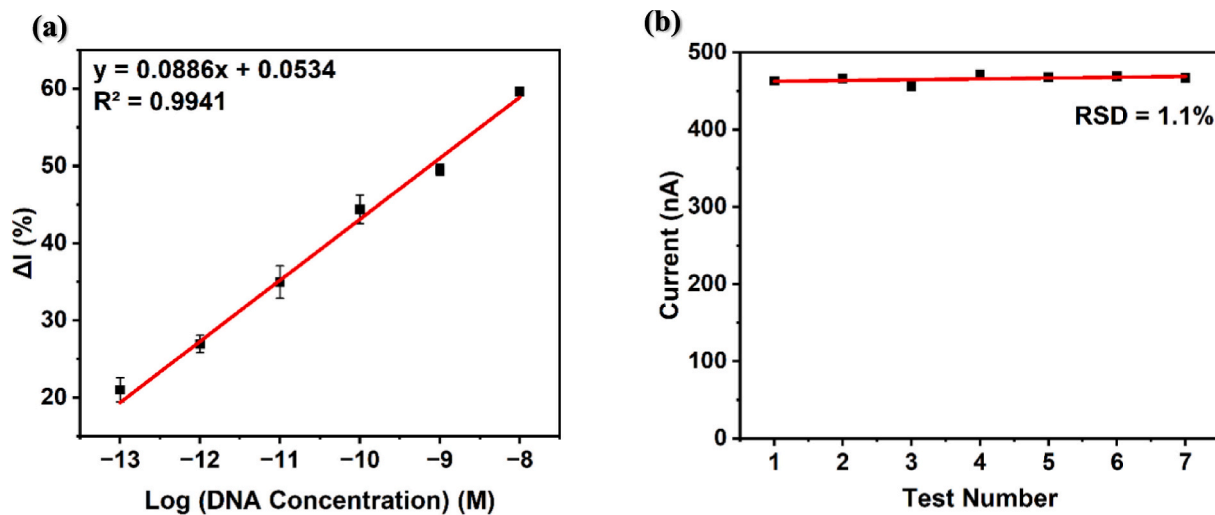 (a)
y = 0.0886x + 0.0534
R² = 0.9941
60
50
40
30
20
ΔI (%)
−13 −12 −11 −10 −9 −8
Log (DNA Concentration) (M)
(b)
500
400
300
200
100
0
Current (nA)
RSD = 1.1%
1 2 3 4 5 6 7
Test Number